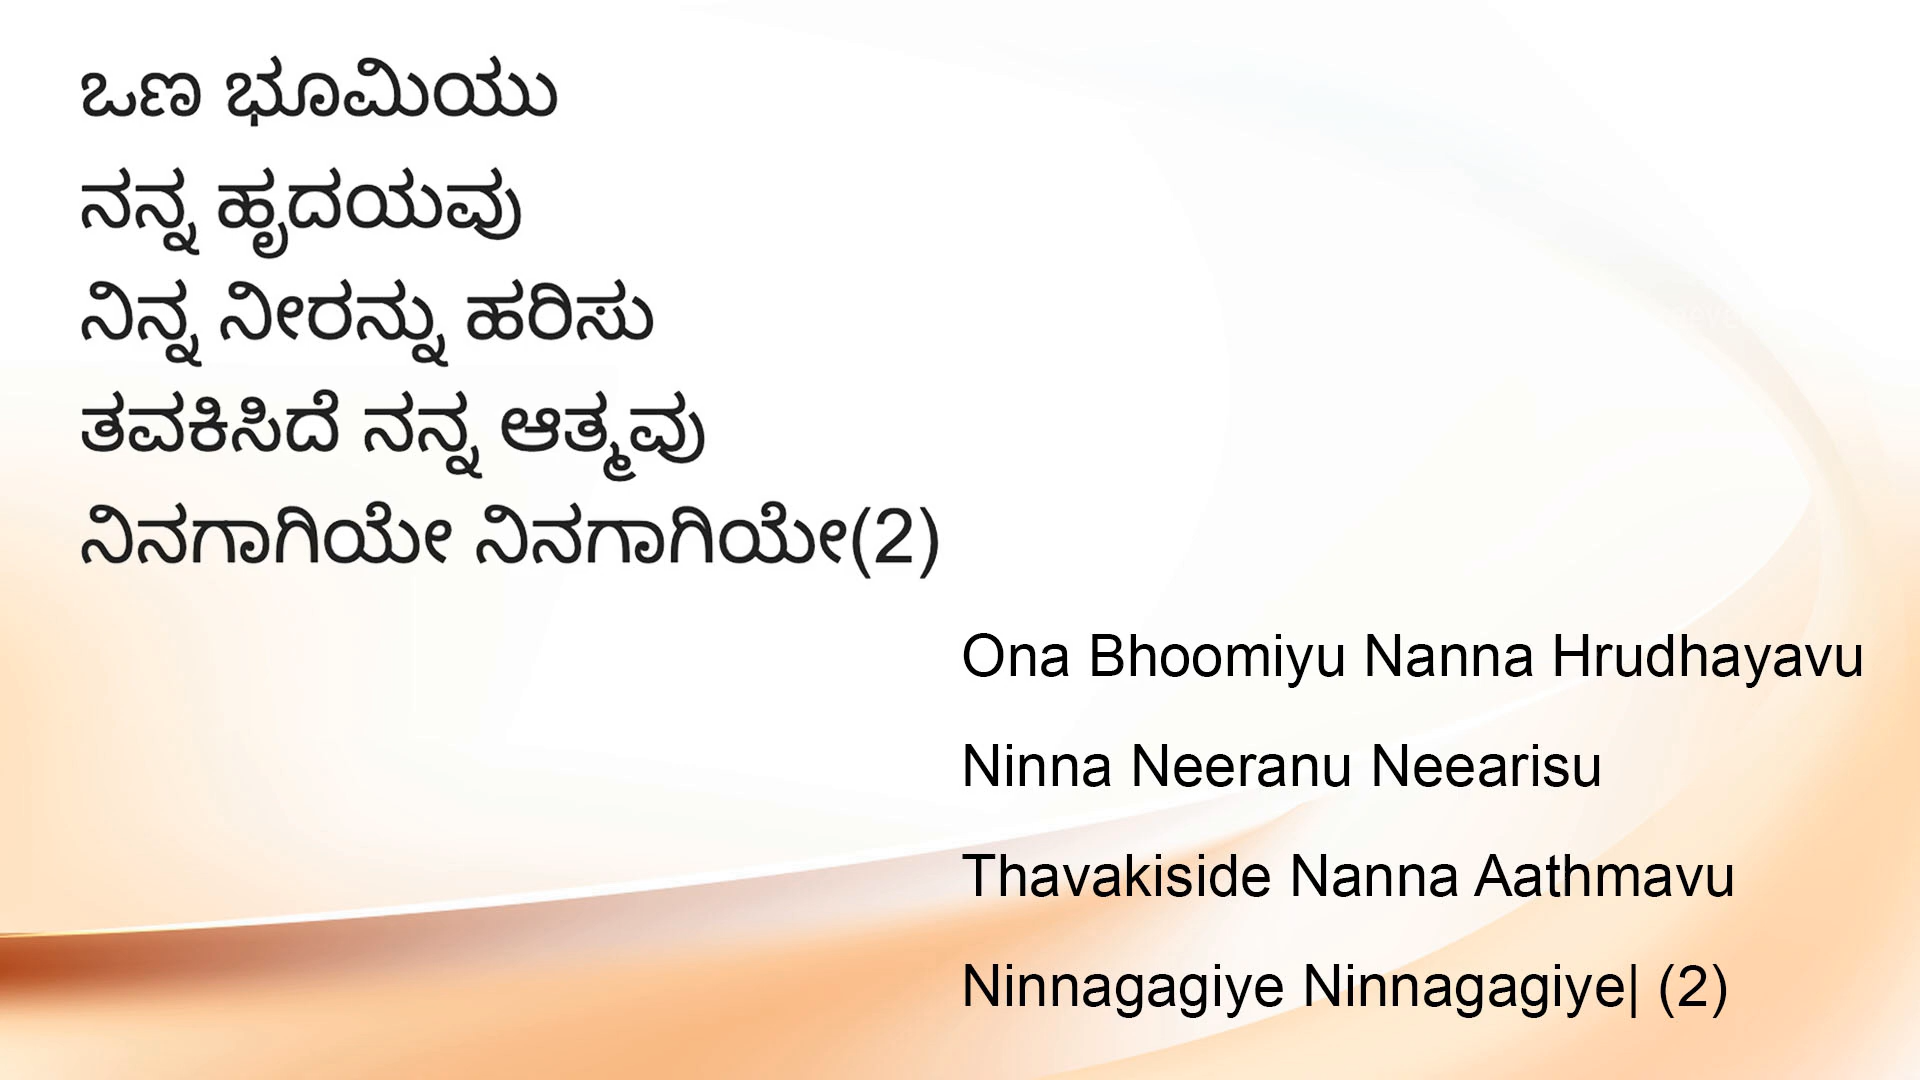 ಒಣ ಭೂಮಿಯು
ನನ್ನ ಹೃದಯವು
ನಿನ್ನ ನೀರನ್ನು ಹರಿಸು
ತವಕಿಸಿದೆ ನನ್ನ ಆತ್ಮವು
ನಿನಗಾಗಿಯೇ ನಿನಗಾಗಿಯೇ(2)
Ona Bhoomiyu Nanna Hrudhayavu
Ninna Neeranu Neearisu
Thavakiside Nanna Aathmavu
Ninnagagiye Ninnagagiye| (2)